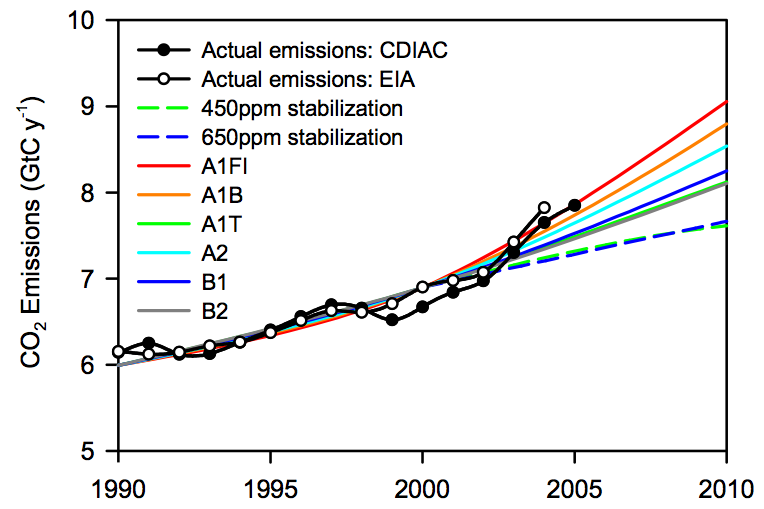 10
9
8
7
6
5
CO2 Emissions (GtC y-1)
Actual emissions: CDIAC
Actual emissions: EIA
450ppm stabilization
650ppm stabilization
A1FI
A1B
A1T
A2
B1
B2
1990 1995 2000 2005 2010